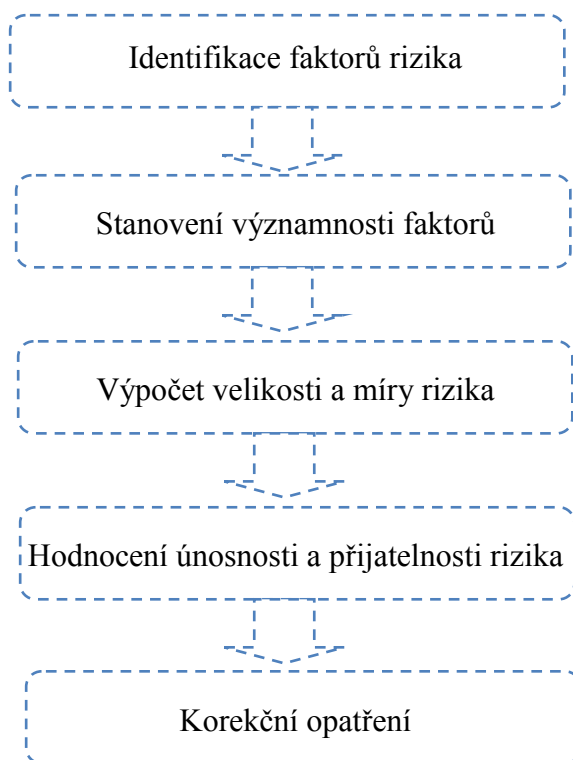 Identifikace faktorů rizika
Stanovení významnosti faktorů
Výpočet velikosti a míry rizika
Hodnocení únosnosti a přijatelnosti rizika
Korekční opatření